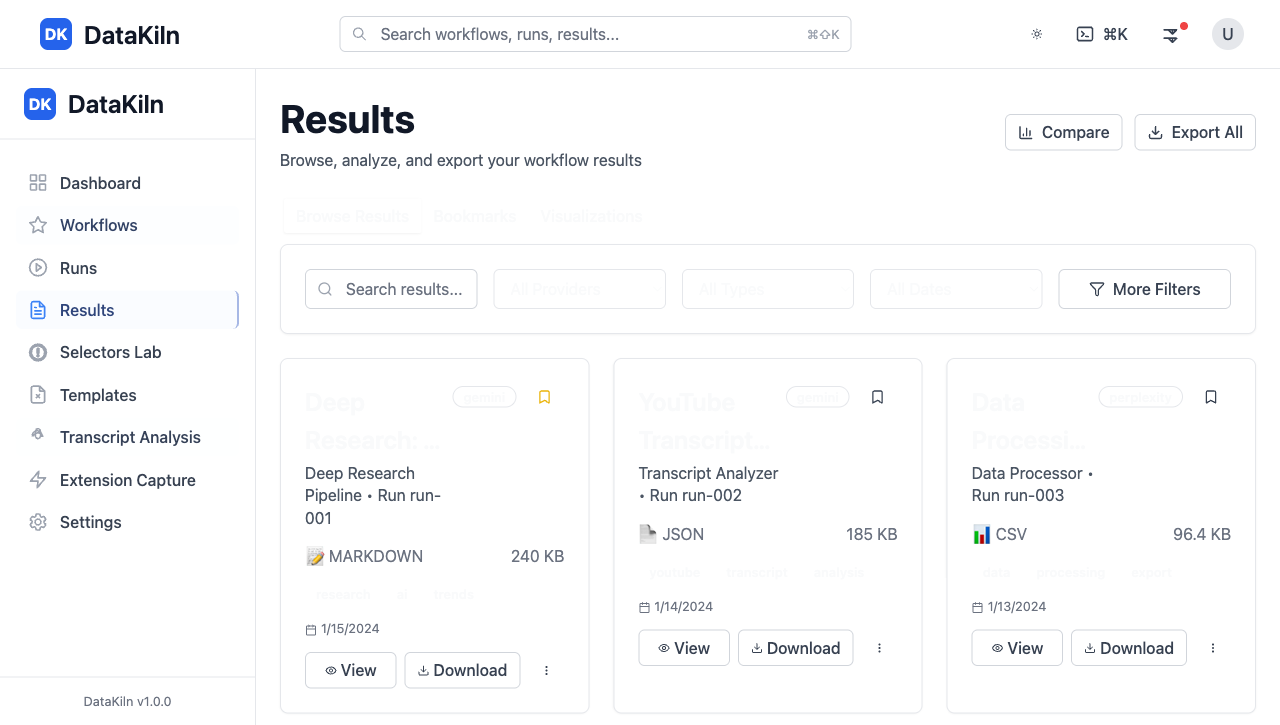 DK DataKiln
Search workflows, runs, results... ⌘⇧K
⌘K
U
DK DataKiln
Dashboard
Workflows
Runs
Results
Selectors Lab
Templates
Transcript Analysis
Extension Capture
Settings
DataKiln v1.0.0
Results
Browse, analyze, and export your workflow results
Compare
Export All
Browse Results Bookmarks Visualizations
Search results... All Providers All Types All Dates More Filters
Deep
Research: ...
gemini
Deep Research
Pipeline • Run run-
001
MARKDOWN 240 KB
research ai trends
1/15/2024
View Download
YouTube
Transcript...
gemini
Transcript Analyzer
• Run run-002
JSON 185 KB
youtube transcript analysis
1/14/2024
View Download
Data
Processi...
perplexity
Data Processor •
Run run-003
CSV 96.4 KB
data processing export
1/13/2024
View Download